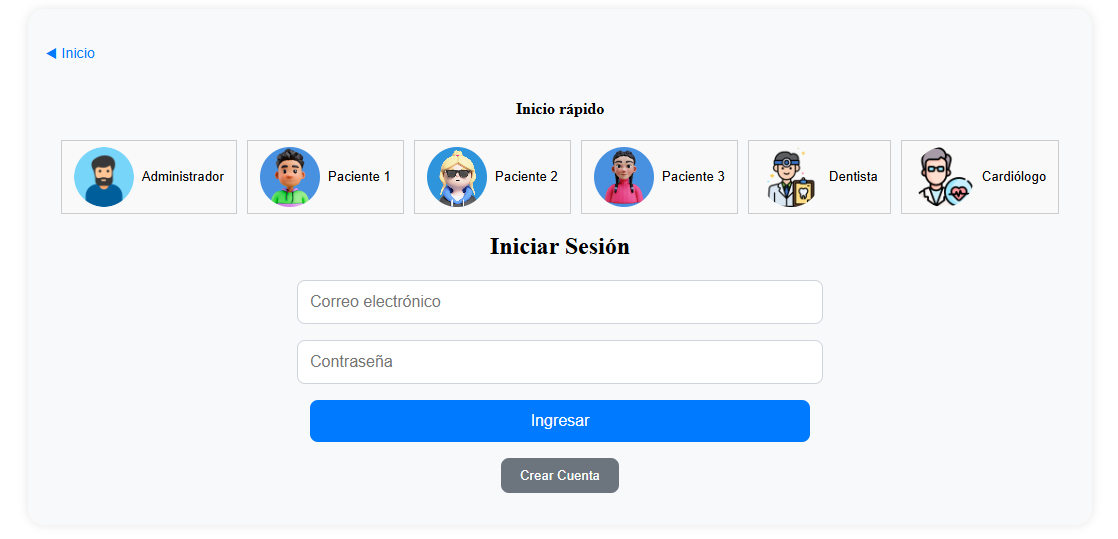 ◀ Inicio
Inicio rápido
Administrador
Paciente 1
Paciente 2
Paciente 3
Dentista
Cardiólogo
Iniciar Sesión
Correo electrónico
Contraseña
Ingresar
Crear Cuenta